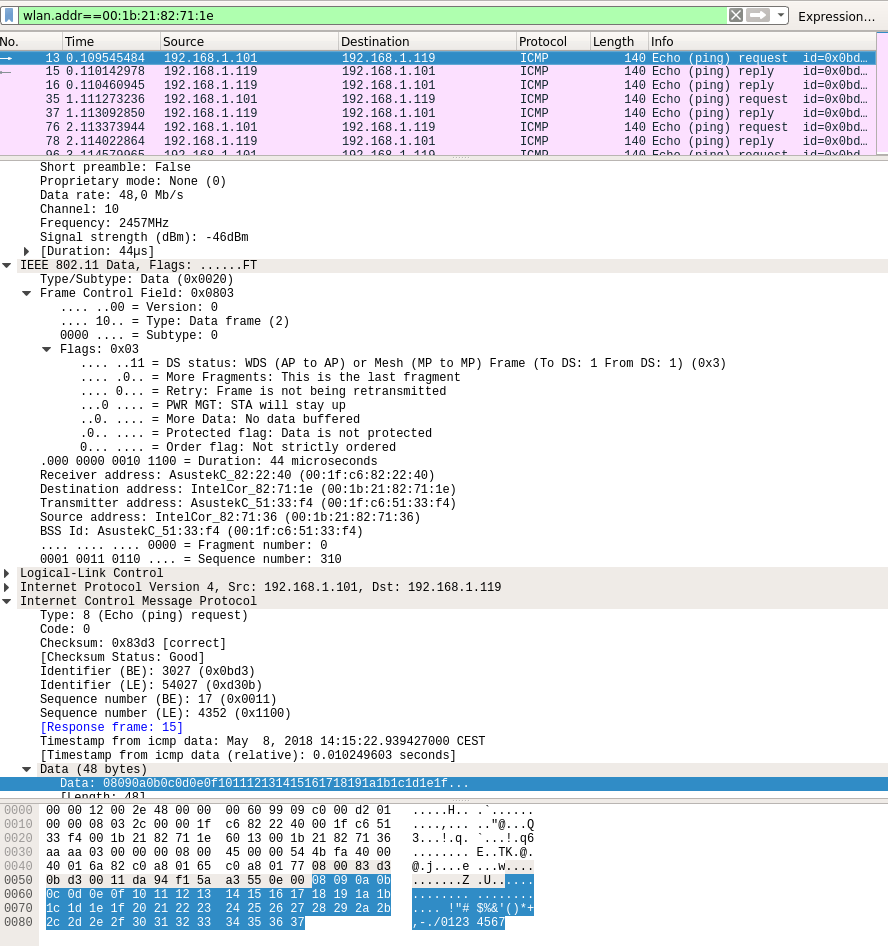 wlan.addr==00:1b:21:82:71:1e Expression…
No. Time Source Destination Protocol Length Info
13 0.109545484 192.168.1.101 192.168.1.119 ICMP 140 Echo (ping) request id=0x0bd…
15 0.110142978 192.168.1.119 192.168.1.101 ICMP 140 Echo (ping) reply id=0x0bd…
16 0.110460945 192.168.1.119 192.168.1.101 ICMP 140 Echo (ping) reply id=0x0bd…
35 1.111273236 192.168.1.101 192.168.1.119 ICMP 140 Echo (ping) request id=0x0bd…
37 1.113092850 192.168.1.119 192.168.1.101 ICMP 140 Echo (ping) reply id=0x0bd…
76 2.113373944 192.168.1.101 192.168.1.119 ICMP 140 Echo (ping) request id=0x0bd…
78 2.114022864 192.168.1.119 192.168.1.101 ICMP 140 Echo (ping) reply id=0x0bd…
96 3.114579965 192.168.1.101 192.168.1.119 ICMP 140 Echo (ping) request id=0x0bd…
Short preamble: False
Proprietary mode: None (0)
Data rate: 48,0 Mb/s
Channel: 10
Frequency: 2457MHz
Signal strength (dBm): -46dBm
[Duration: 44µs]
IEEE 802.11 Data, Flags: ......FT
Type/Subtype: Data (0x0020)
Frame Control Field: 0x0803
.... ..00 = Version: 0
.... 10.. = Type: Data frame (2)
0000 .... = Subtype: 0
Flags: 0x03
.... ..11 = DS status: WDS (AP to AP) or Mesh (MP to MP) Frame (To DS: 1 From DS: 1) (0x3)
.... .0.. = More Fragments: This is the last fragment
.... 0... = Retry: Frame is not being retransmitted
...0 .... = PWR MGT: STA will stay up
..0. .... = More Data: No data buffered
.0.. .... = Protected flag: Data is not protected
0... .... = Order flag: Not strictly ordered
.000 0000 0010 1100 = Duration: 44 microseconds
Receiver address: AsustekC_82:22:40 (00:1f:c6:82:22:40)
Destination address: IntelCor_82:71:1e (00:1b:21:82:71:1e)
Transmitter address: AsustekC_51:33:f4 (00:1f:c6:51:33:f4)
Source address: IntelCor_82:71:36 (00:1b:21:82:71:36)
BSS Id: AsustekC_51:33:f4 (00:1f:c6:51:33:f4)
.... .... .... 0000 = Fragment number: 0
0001 0011 0110 .... = Sequence number: 310
Logical-Link Control
Internet Protocol Version 4, Src: 192.168.1.101, Dst: 192.168.1.119
Internet Control Message Protocol
Type: 8 (Echo (ping) request)
Code: 0
Checksum: 0x83d3 [correct]
[Checksum Status: Good]
Identifier (BE): 3027 (0x0bd3)
Identifier (LE): 54027 (0xd30b)
Sequence number (BE): 17 (0x0011)
Sequence number (LE): 4352 (0x1100)
[Response frame: 15]
Timestamp from icmp data: May  8, 2018 14:15:22.939427000 CEST
[Timestamp from icmp data (relative): 0.010249603 seconds]
Data (48 bytes)
Data: 08090a0b0c0d0e0f101112131415161718191a1b1c1d1e1f...
[Length: 48]
0000 00 00 12 00 2e 48 00 00 00 60 99 09 c0 00 d2 01 .....H.. .`......
0010 00 00 08 03 2c 00 00 1f c6 82 22 40 00 1f c6 51 ....,... .."@...Q
0020 33 f4 00 1b 21 82 71 1e 60 13 00 1b 21 82 71 36 3...!.q. `...!.q6
0030 aa aa 03 00 00 00 08 00 45 00 00 54 4b fa 40 00 ........ E..TK.@.
0040 40 01 6a 82 c0 a8 01 65 c0 a8 01 77 08 00 83 d3 @.j....e ...w....
0050 0b d3 00 11 da 94 f1 5a a3 55 0e 00 08 09 0a 0b .......Z .U......
0060 0c 0d 0e 0f 10 11 12 13 14 15 16 17 18 19 1a 1b ........ ........
0070 1c 1d 1e 1f 20 21 22 23 24 25 26 27 28 29 2a 2b .... !"# $%&'()*+
0080 2c 2d 2e 2f 30 31 32 33 34 35 36 37 ,-./0123 4567